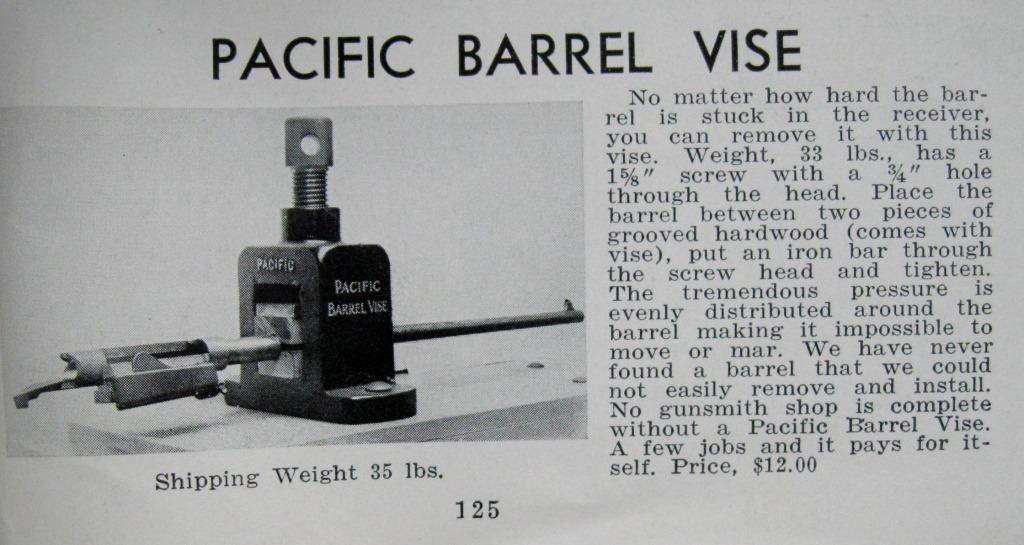 PACIFIC BARREL VISE
PACIFIC
PACIFIC
BARREL VISE
Shipping Weight 35 lbs.
No matter how hard the bar-
rel is stuck in the receiver,
you can remove it with this
vise. Weight, 33 lbs., has a
1⅝" screw with a ¾" hole
through the head. Place the
barrel between two pieces of
grooved hardwood (comes with
vise), put an iron bar through
the screw head and tighten.
The tremendous pressure is
evenly distributed around the
barrel making it impossible to
move or mar. We have never
found a barrel that we could
not easily remove and install.
No gunsmith shop is complete
without a Pacific Barrel Vise.
A few jobs and it pays for it-
self. Price, $12.00
125